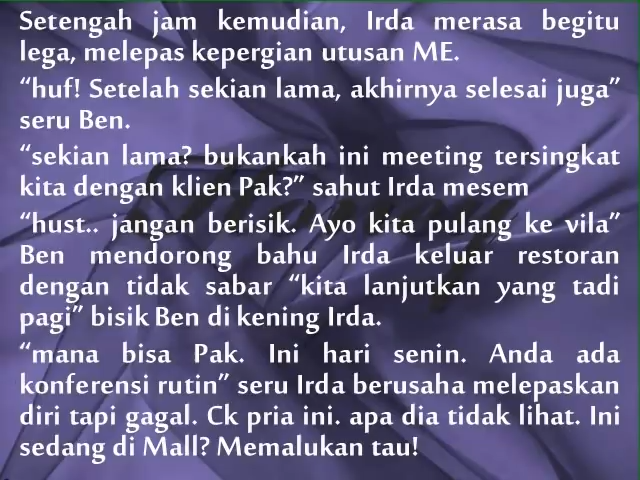 Setengah jam kemudian, Irda merasa begitu
lega, melepas kepergian utusan ME.
“huf! Setelah sekian lama, akhirnya selesai juga”
seru Ben.
“sekian lama? bukankah ini meeting tersingkat
kita dengan klien Pak?” sahut Irda mesem
“hust.. jangan berisik. Ayo kita pulang ke vila”
Ben mendorong bahu Irda keluar restoran
dengan tidak sabar “kita lanjutkan yang tadi
pagi” bisik Ben di kening Irda.
“mana bisa Pak. Ini hari senin. Anda ada
konferensi rutin” seru Irda berusaha melepaskan
diri tapi gagal. Ck pria ini. apa dia tidak lihat. Ini
sedang di Mall? Memalukan tau!